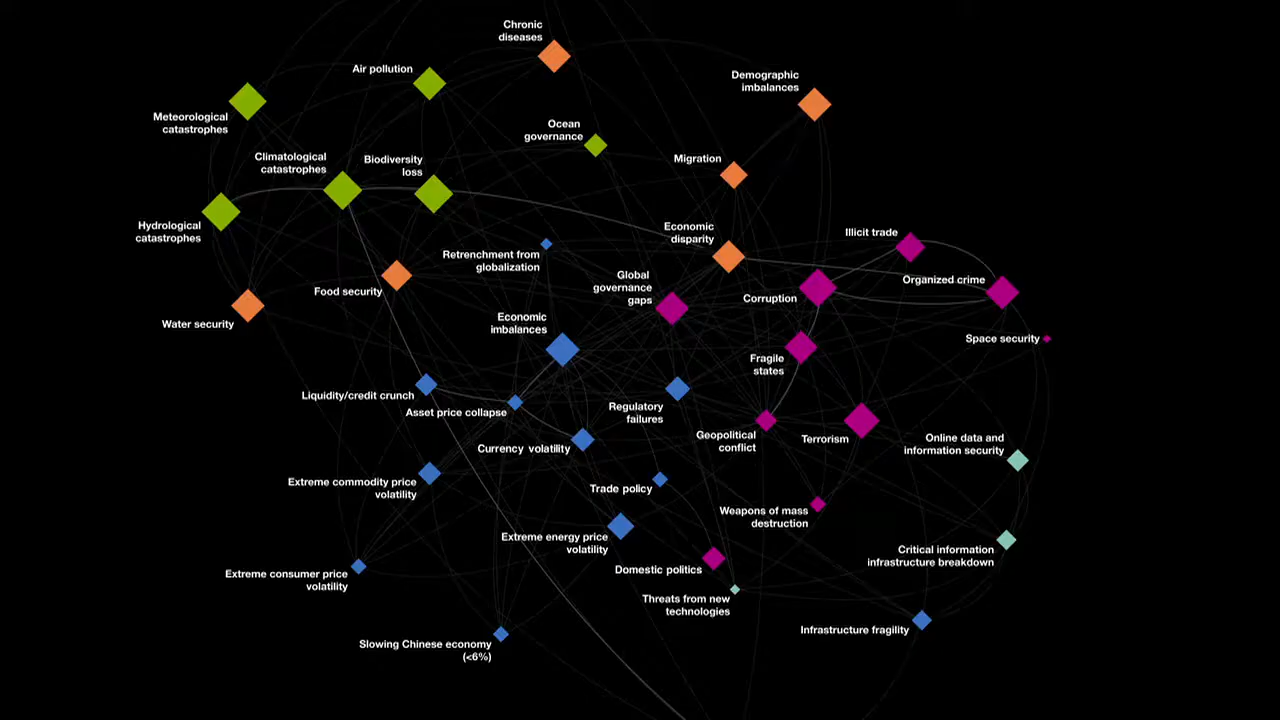 Chronic
diseases
Air pollution
Demographic
imbalances
Meteorological
catastrophes
Ocean
governance
Climatological
catastrophes
Biodiversity
loss
Migration
Hydrological
catastrophes
Economic
disparity
Illicit trade
Retrenchment from
globalization
Food security
Global
governance
gaps
Corruption
Organized crime
Water security
Economic
imbalances
Space security
Fragile
states
Liquidity/credit crunch
Asset price collapse
Regulatory
failures
Currency volatility
Geopolitical
conflict
Terrorism
Online data and
information security
Extreme commodity price
volatility
Trade policy
Weapons of mass
destruction
Extreme energy price
volatility
Critical information
infrastructure breakdown
Domestic politics
Extreme consumer price
volatility
Threats from new
technologies
Infrastructure fragility
Slowing Chinese economy
(<6%)